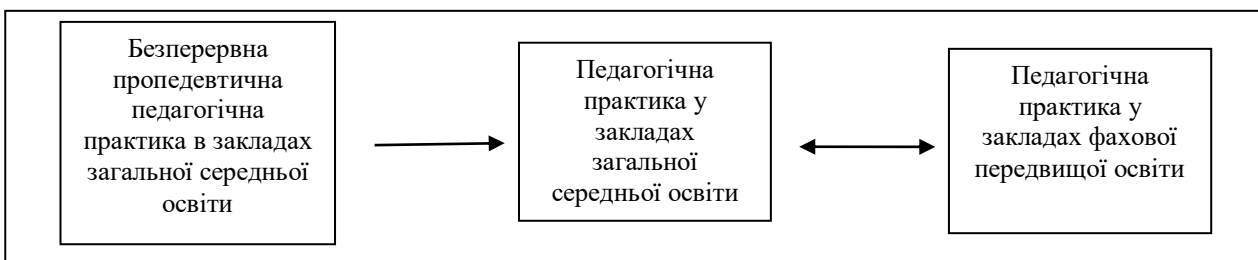 Безперервна
пропедевтична
педагогічна
практика в закладах
загальної середньої
освіти
Педагогічна
практика у
закладах
загальної
середньої освіти
Педагогічна
практика у
закладах фахової
передвищої освіти